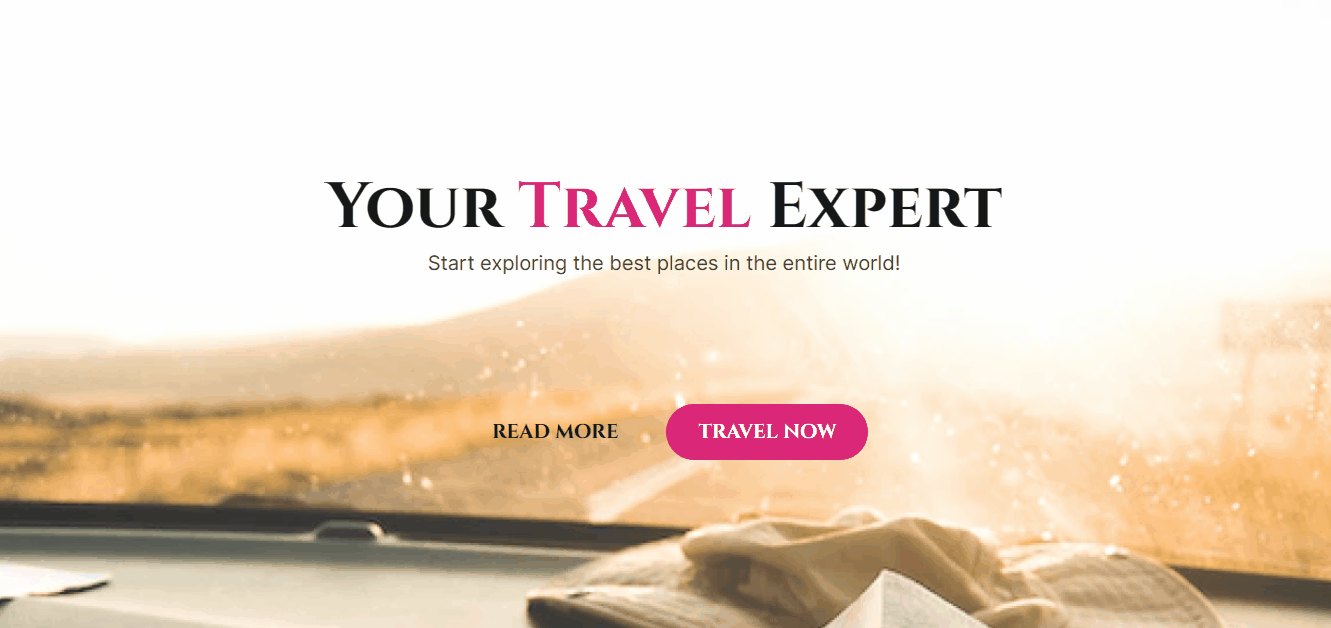 Your Travel Expert
Start exploring the best places in the entire world!
READ MORE
TRAVEL NOW